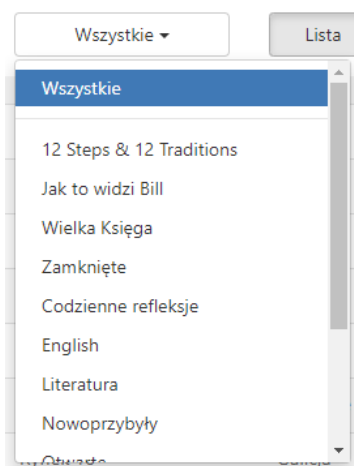 Wszystkie
Lista
Wszystkie
12 Steps & 12 Traditions
Jak to widzi Bill
Wielka Księga
Zamknięte
Codzienne refleksje
English
Literatura
Nowoprzybyły
Otwarte